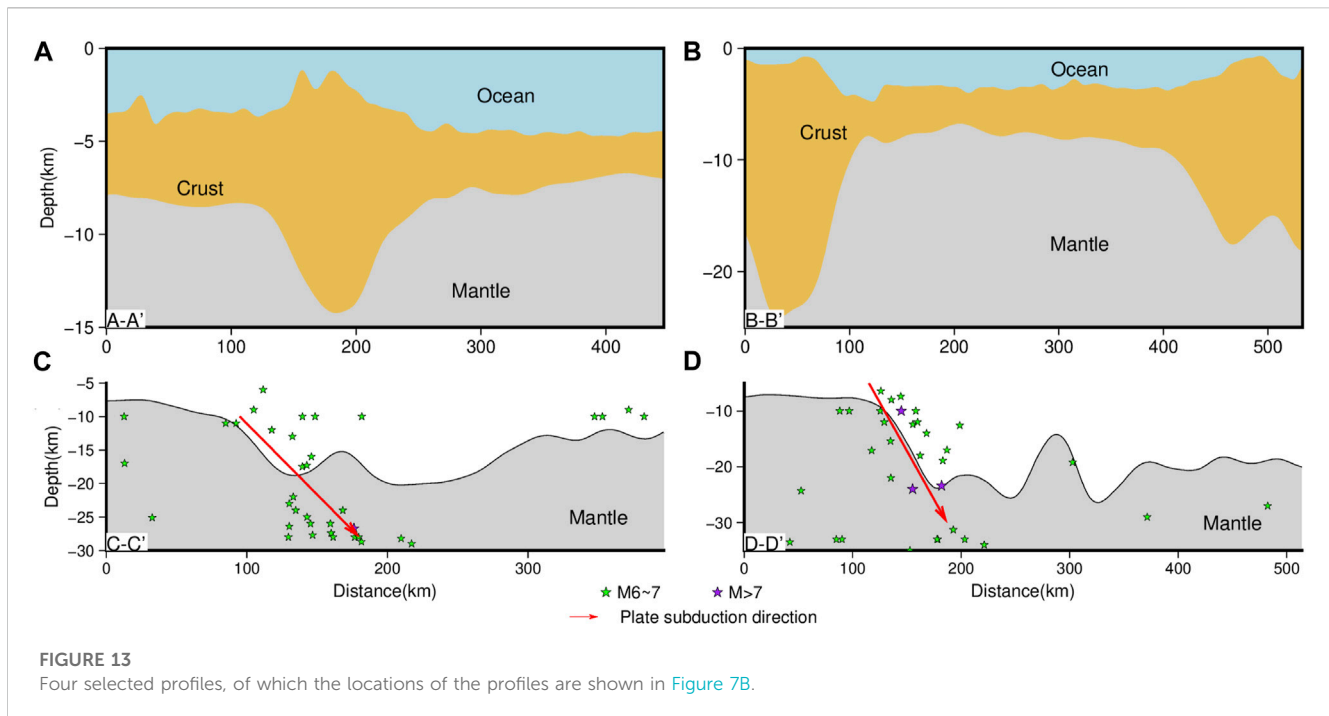 A
B
0
−5
−10
−15
Depth(km)
Ocean
Crust
Mantle
A-A’
0 100 200 300 400
0
−10
−20
Ocean
Crust
Mantle
B-B’
0 100 200 300 400 500
C
D
−5
−10
−15
−20
−25
−30
Depth(km)
Mantle
C-C’
0 100 200 300
Distance(km)
−10
−20
−30
Depth(km)
Mantle
D-D’
0 100 200 300 400 500
Distance(km)
M6~7 M>7
Plate subduction direction
FIGURE 13
Four selected profiles, of which the locations of the profiles are shown in Figure 7B.